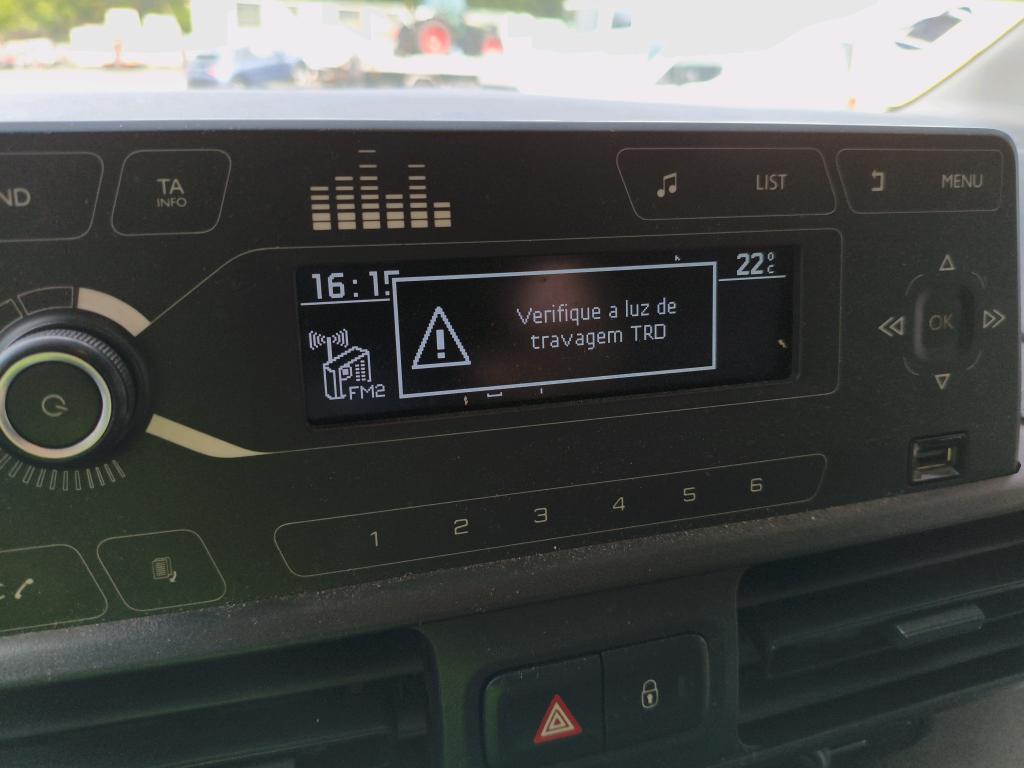 ND
TA
INFO
LIST
MENU
16:15
22°C
Verifique a luz de
travagem TRD
FM2
OK
1 2 3 4 5 6